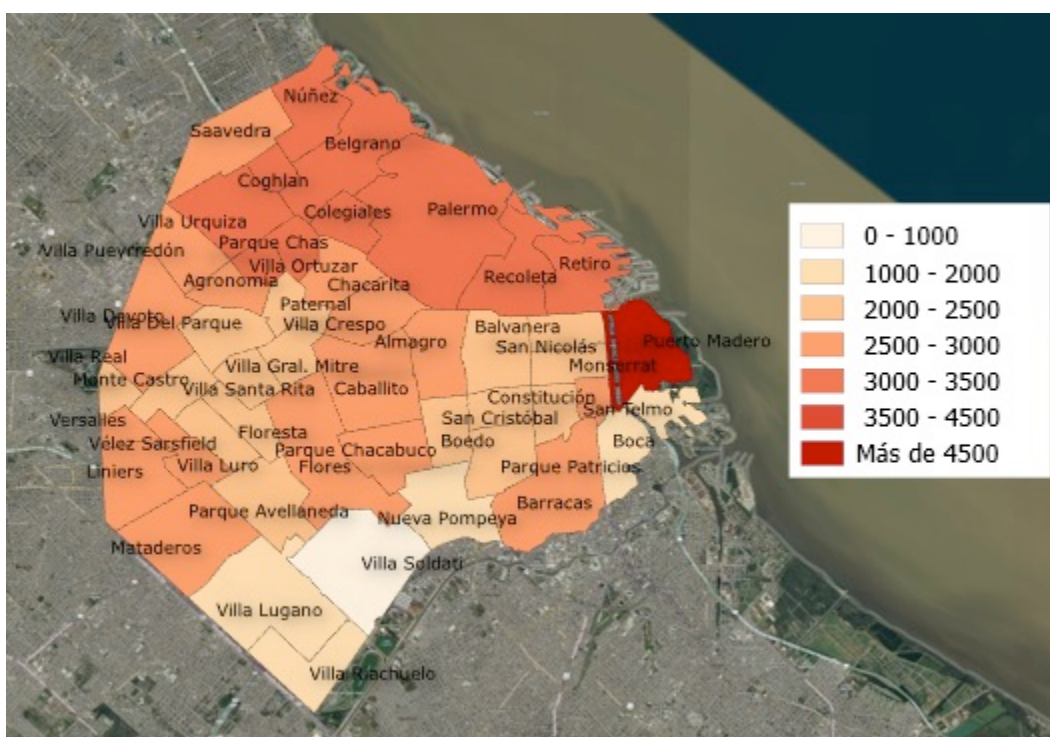 Núñez
Saavedra
Belgrano
Coghlan
Colegiales
Palermo
Villa Urquiza
Parque Chas
Villa Pueyrredón
Villa Ortuzar
Retiro
Recoleta
Agronomía
Chacarita
Paternal
Villa Devoto
Villa Del Parque
Villa Crespo
Balvanera
Almagro
San Nicolás
Puerto Madero
Villa Real
Villa Gral. Mitre
Monserrat
Monte Castro
Villa Santa Rita
Caballito
Constitución
San Telmo
San Cristóbal
Versalles
Floresta
Vélez Sarsfield
Boedo
Boca
Parque Chacabuco
Liniers
Villa Luro
Flores
Parque Patricios
Barracas
Parque Avellaneda
Nueva Pompeya
Mataderos
Villa Soldati
Villa Lugano
Villa Riachuelo
0 - 1000
1000 - 2000
2000 - 2500
2500 - 3000
3000 - 3500
3500 - 4500
Más de 4500